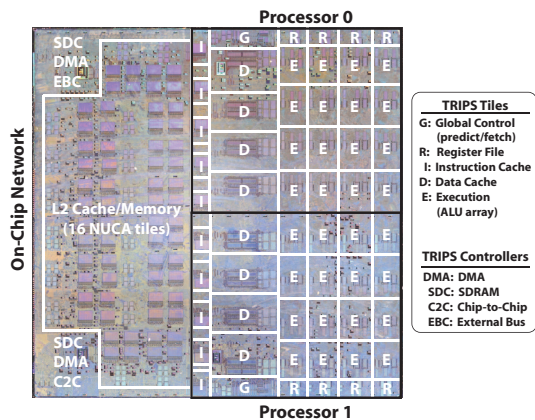 Processor 0
SDC
DMA
EBC
I
G
R R R R
I
D
E E E E
I
D
E E E E
I
D
E E E E
I
D
E E E E
On-Chip Network
L2 Cache/Memory
(16 NUCA tiles)
I
D
E E E E
I
D
E E E E
I
D
E E E E
I
D
E E E E
SDC
DMA
C2C
I
G
R R R R
Processor 1
TRIPS Tiles
G: Global Control
(predict/fetch)
R: Register File
I: Instruction Cache
D: Data Cache
E: Execution
(ALU array)
TRIPS Controllers
DMA: DMA
SDC: SDRAM
C2C: Chip-to-Chip
EBC: External Bus